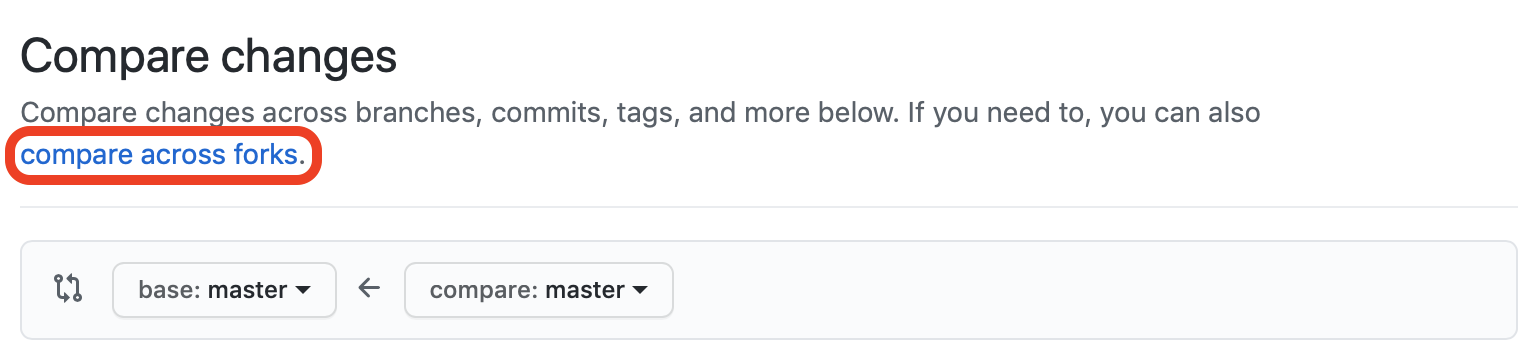 Compare changes
Compare changes across branches, commits, tags, and more below. If you need to, you can also
compare across forks.
base: master compare: master